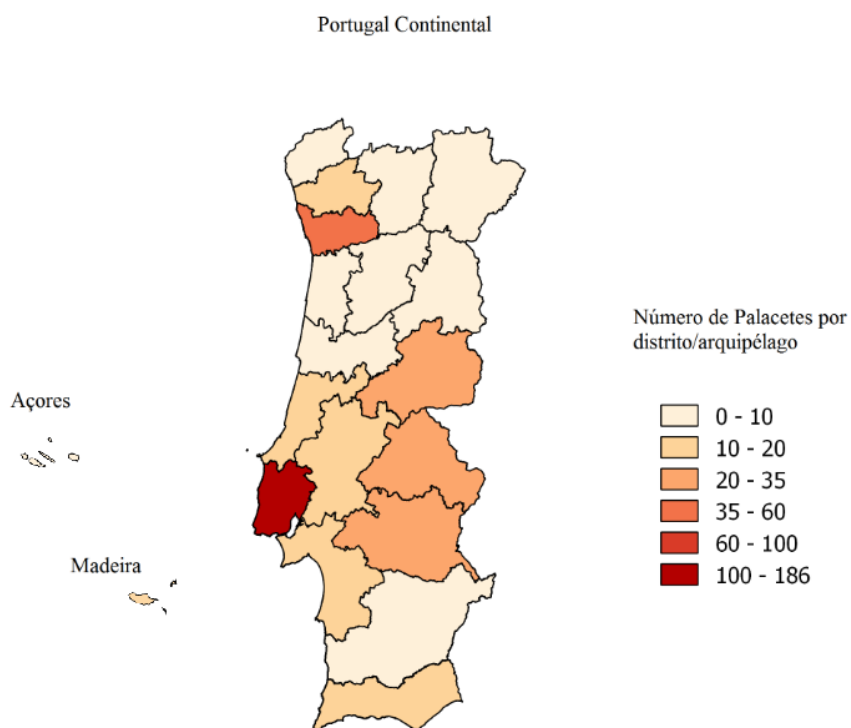 Portugal Continental
Número de Palacetes por
distrito/arquipélago
Açores
0 - 10
10 - 20
20 - 35
35 - 60
Madeira
60 - 100
100 - 186